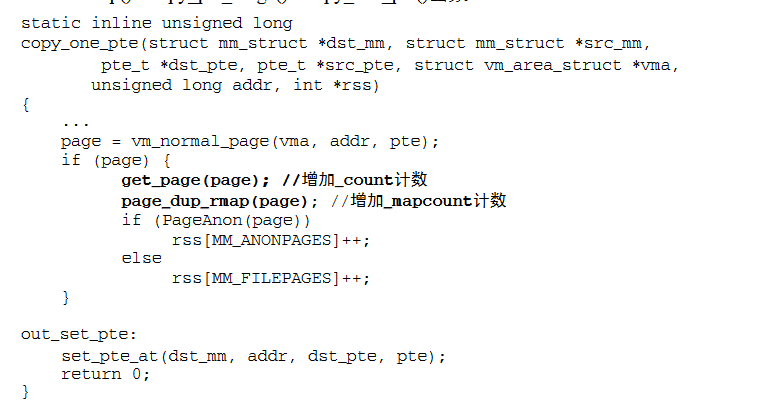 static inline unsigned long
copy_one_pte(struct mm_struct *dst_mm, struct mm_struct *src_mm,
pte_t *dst_pte, pte_t *src_pte, struct vm_area_struct *vma,
unsigned long addr, int *rss)
{
...
page = vm_normal_page(vma, addr, pte);
if (page) {
get_page(page); //增加_count计数
page_dup_rmap(page); //增加_mapcount计数
if (PageAnon(page))
rss[MM_ANONPAGES]++;
else
rss[MM_FILEPAGES]++;
}
out_set_pte:
set_pte_at(dst_mm, addr, dst_pte, pte);
return 0;
}